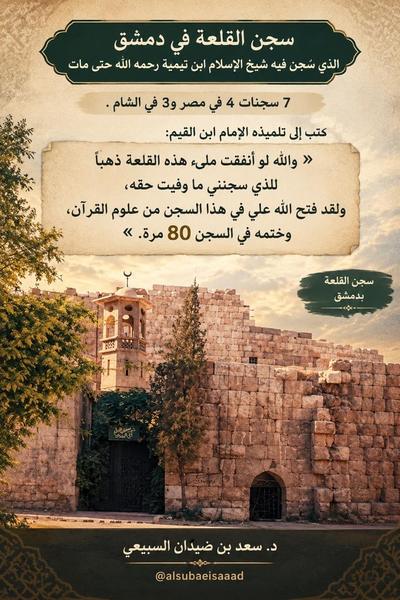 سجن القلعة في دمشق
الذي سَجن فيه شيخ الإسلام ابن تيمية رحمه الله حتى مات
7 سجنات 4 في مصر و3 في الشام .
كتب إلى تلميذه الإمام ابن القيم:
« والله لو أنفقت ملىء هذه القلعة ذهباً
للذي سجنني ما وفيت حقه،
ولقد فتح الله علي في هذا السجن من علوم القرآن،
وختمه في السجن 80 مرة. »
سجن القلعة
بدمشق
د. سعد بن ضيدان السبيعي
@alsubaeisaaad